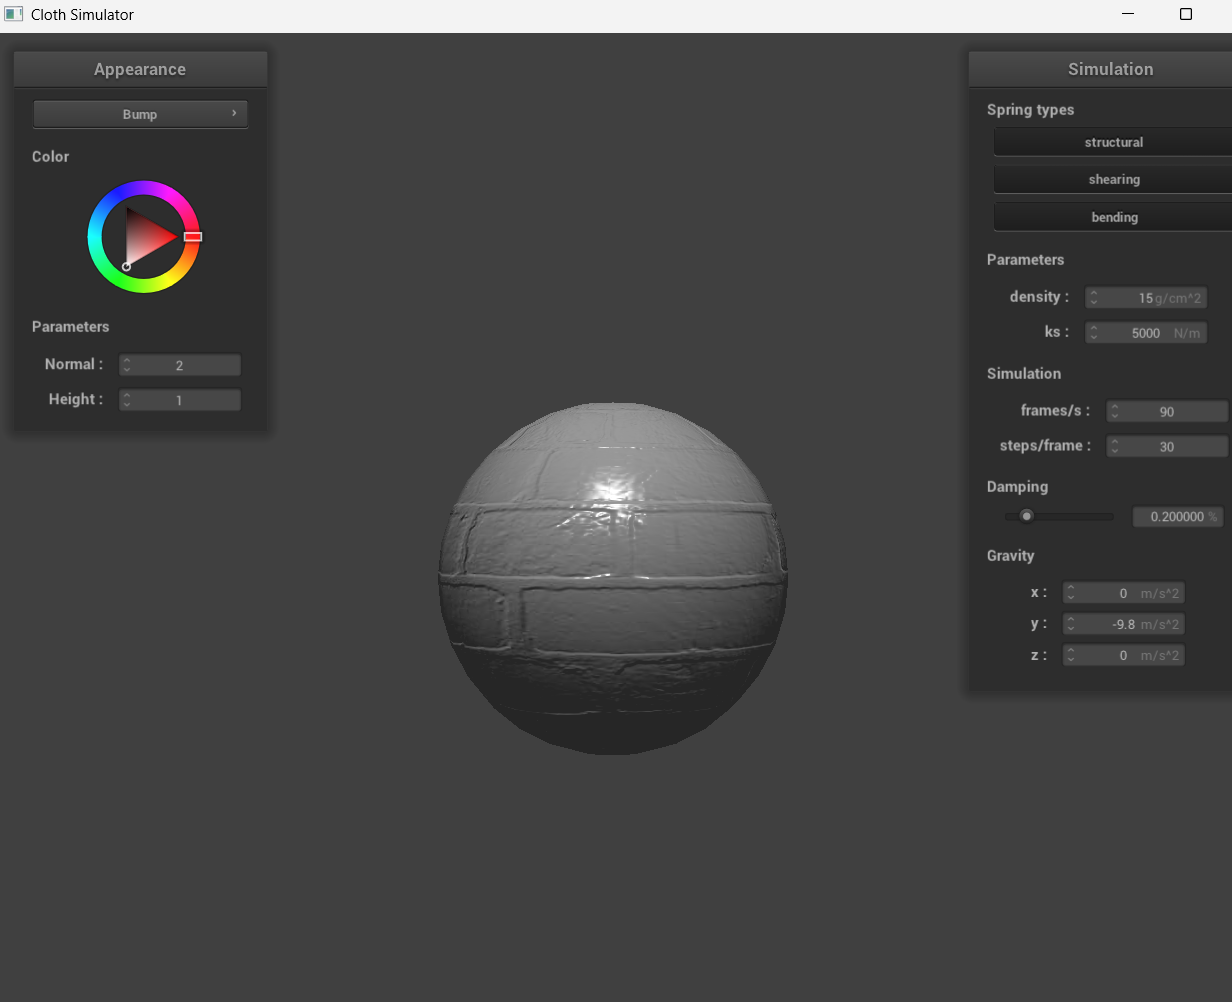 Cloth Simulator
Appearance
Bump
Color
Parameters
Normal : 2
Height : 1
Simulation
Spring types
structural
shearing
bending
Parameters
density : 15 g/cm^2
ks : 5000 N/m
Simulation
frames/s : 90
steps/frame : 30
Damping
0.200000 %
Gravity
x : 0 m/s^2
y : -9.8 m/s^2
z : 0 m/s^2